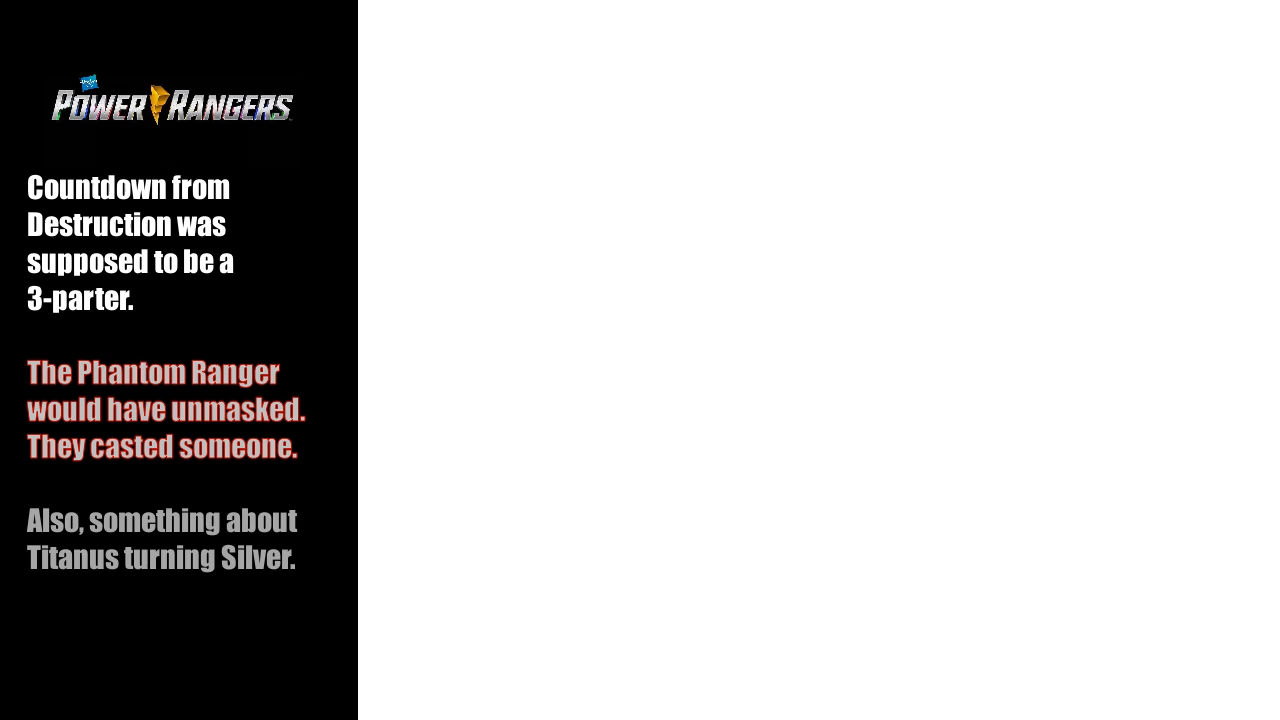 POWER RANGERS
Countdown from
Destruction was
supposed to be a
3-parter.
The Phantom Ranger
would have unmasked.
They casted someone.
Also, something about
Titanus turning Silver.